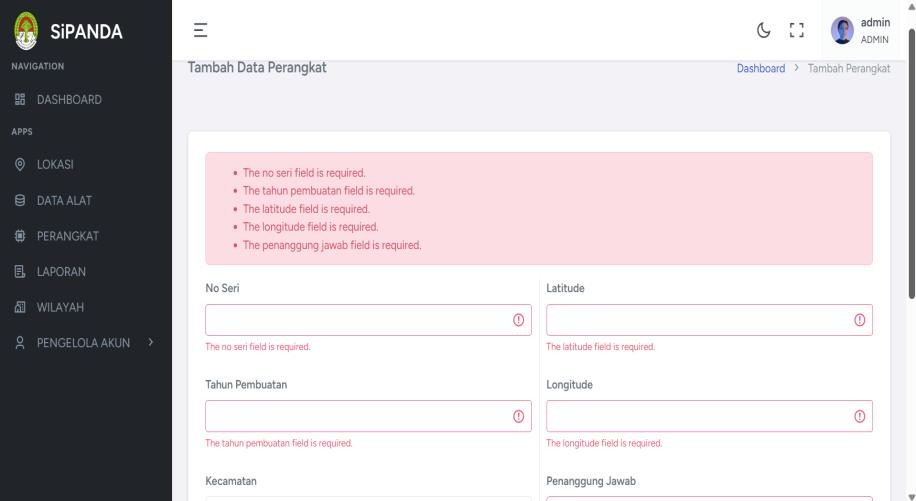 SiPANDA
NAVIGATION
DASHBOARD
APPS
LOKASI
DATA ALAT
PERANGKAT
LAPORAN
WILAYAH
PENGELOLA AKUN
admin
ADMIN
Tambah Data Perangkat
Dashboard > Tambah Perangkat
The no seri field is required.
The tahun pembuatan field is required.
The latitude field is required.
The longitude field is required.
The penanggung jawab field is required.
No Seri
The no seri field is required.
Latitude
The latitude field is required.
Tahun Pembuatan
The tahun pembuatan field is required.
Longitude
The longitude field is required.
Kecamatan
Penanggung Jawab